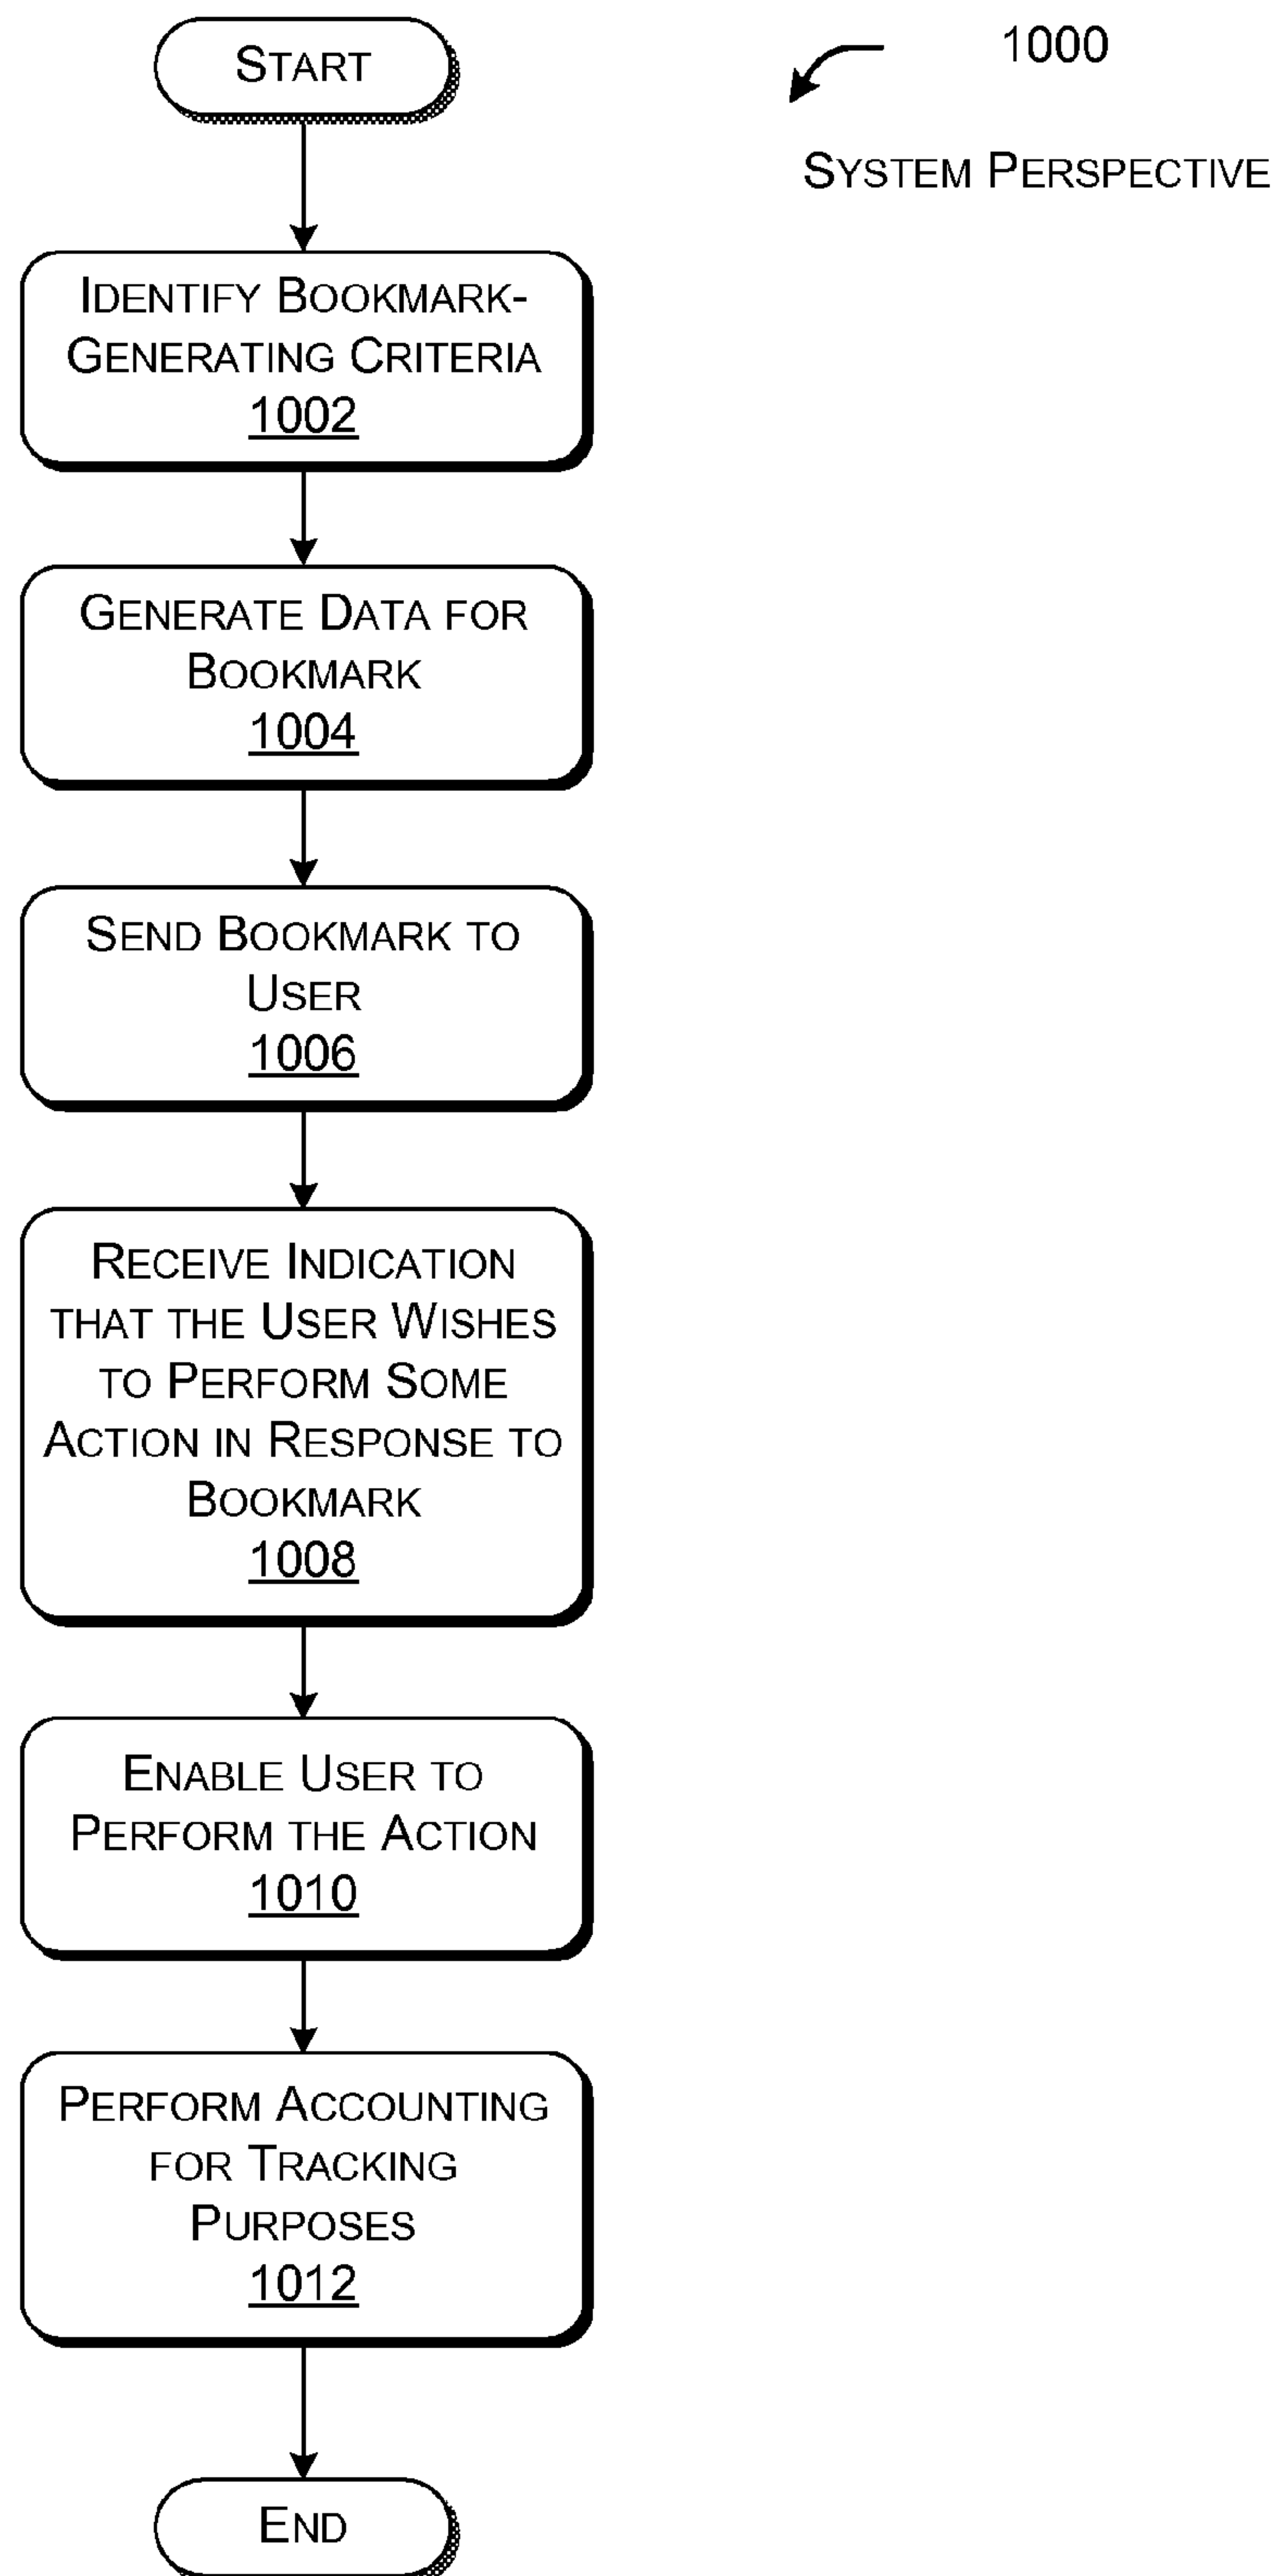 START
1000
SYSTEM PERSPECTIVE
IDENTIFY BOOKMARK-
GENERATING CRITERIA
1002
GENERATE DATA FOR
BOOKMARK
1004
SEND BOOKMARK TO
USER
1006
RECEIVE INDICATION
THAT THE USER WISHES
TO PERFORM SOME
ACTION IN RESPONSE TO
BOOKMARK
1008
ENABLE USER TO
PERFORM THE ACTION
1010
PERFORM ACCOUNTING
FOR TRACKING
PURPOSES
1012
END